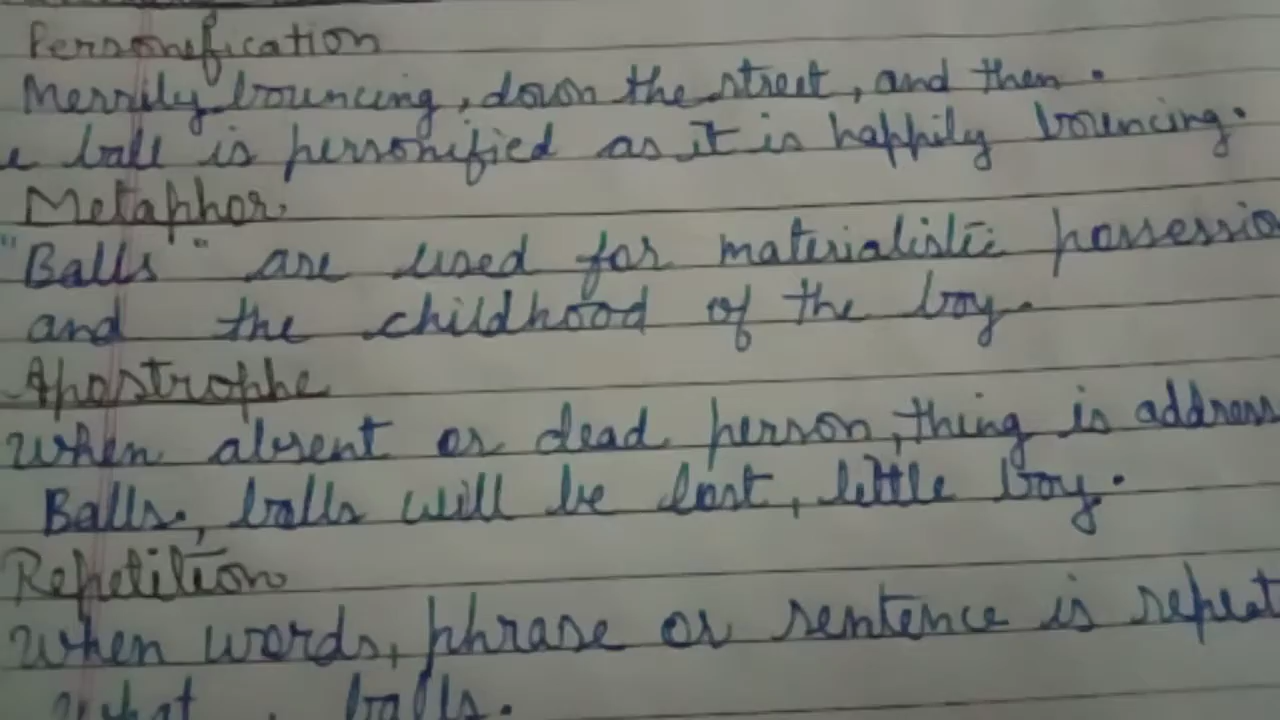 Personification
Merrily bouncing, down the street, and then.
e ball is personified as it is happily bouncing.
Metaphor.
"Balls" are used for materialistic possessio
and the childhood of the boy.
Apostrophe
When absent or dead person, thing is address
Balls, balls will be lost, little boy.
Repetition
When words, phrase or sentence is repeat
What balls.